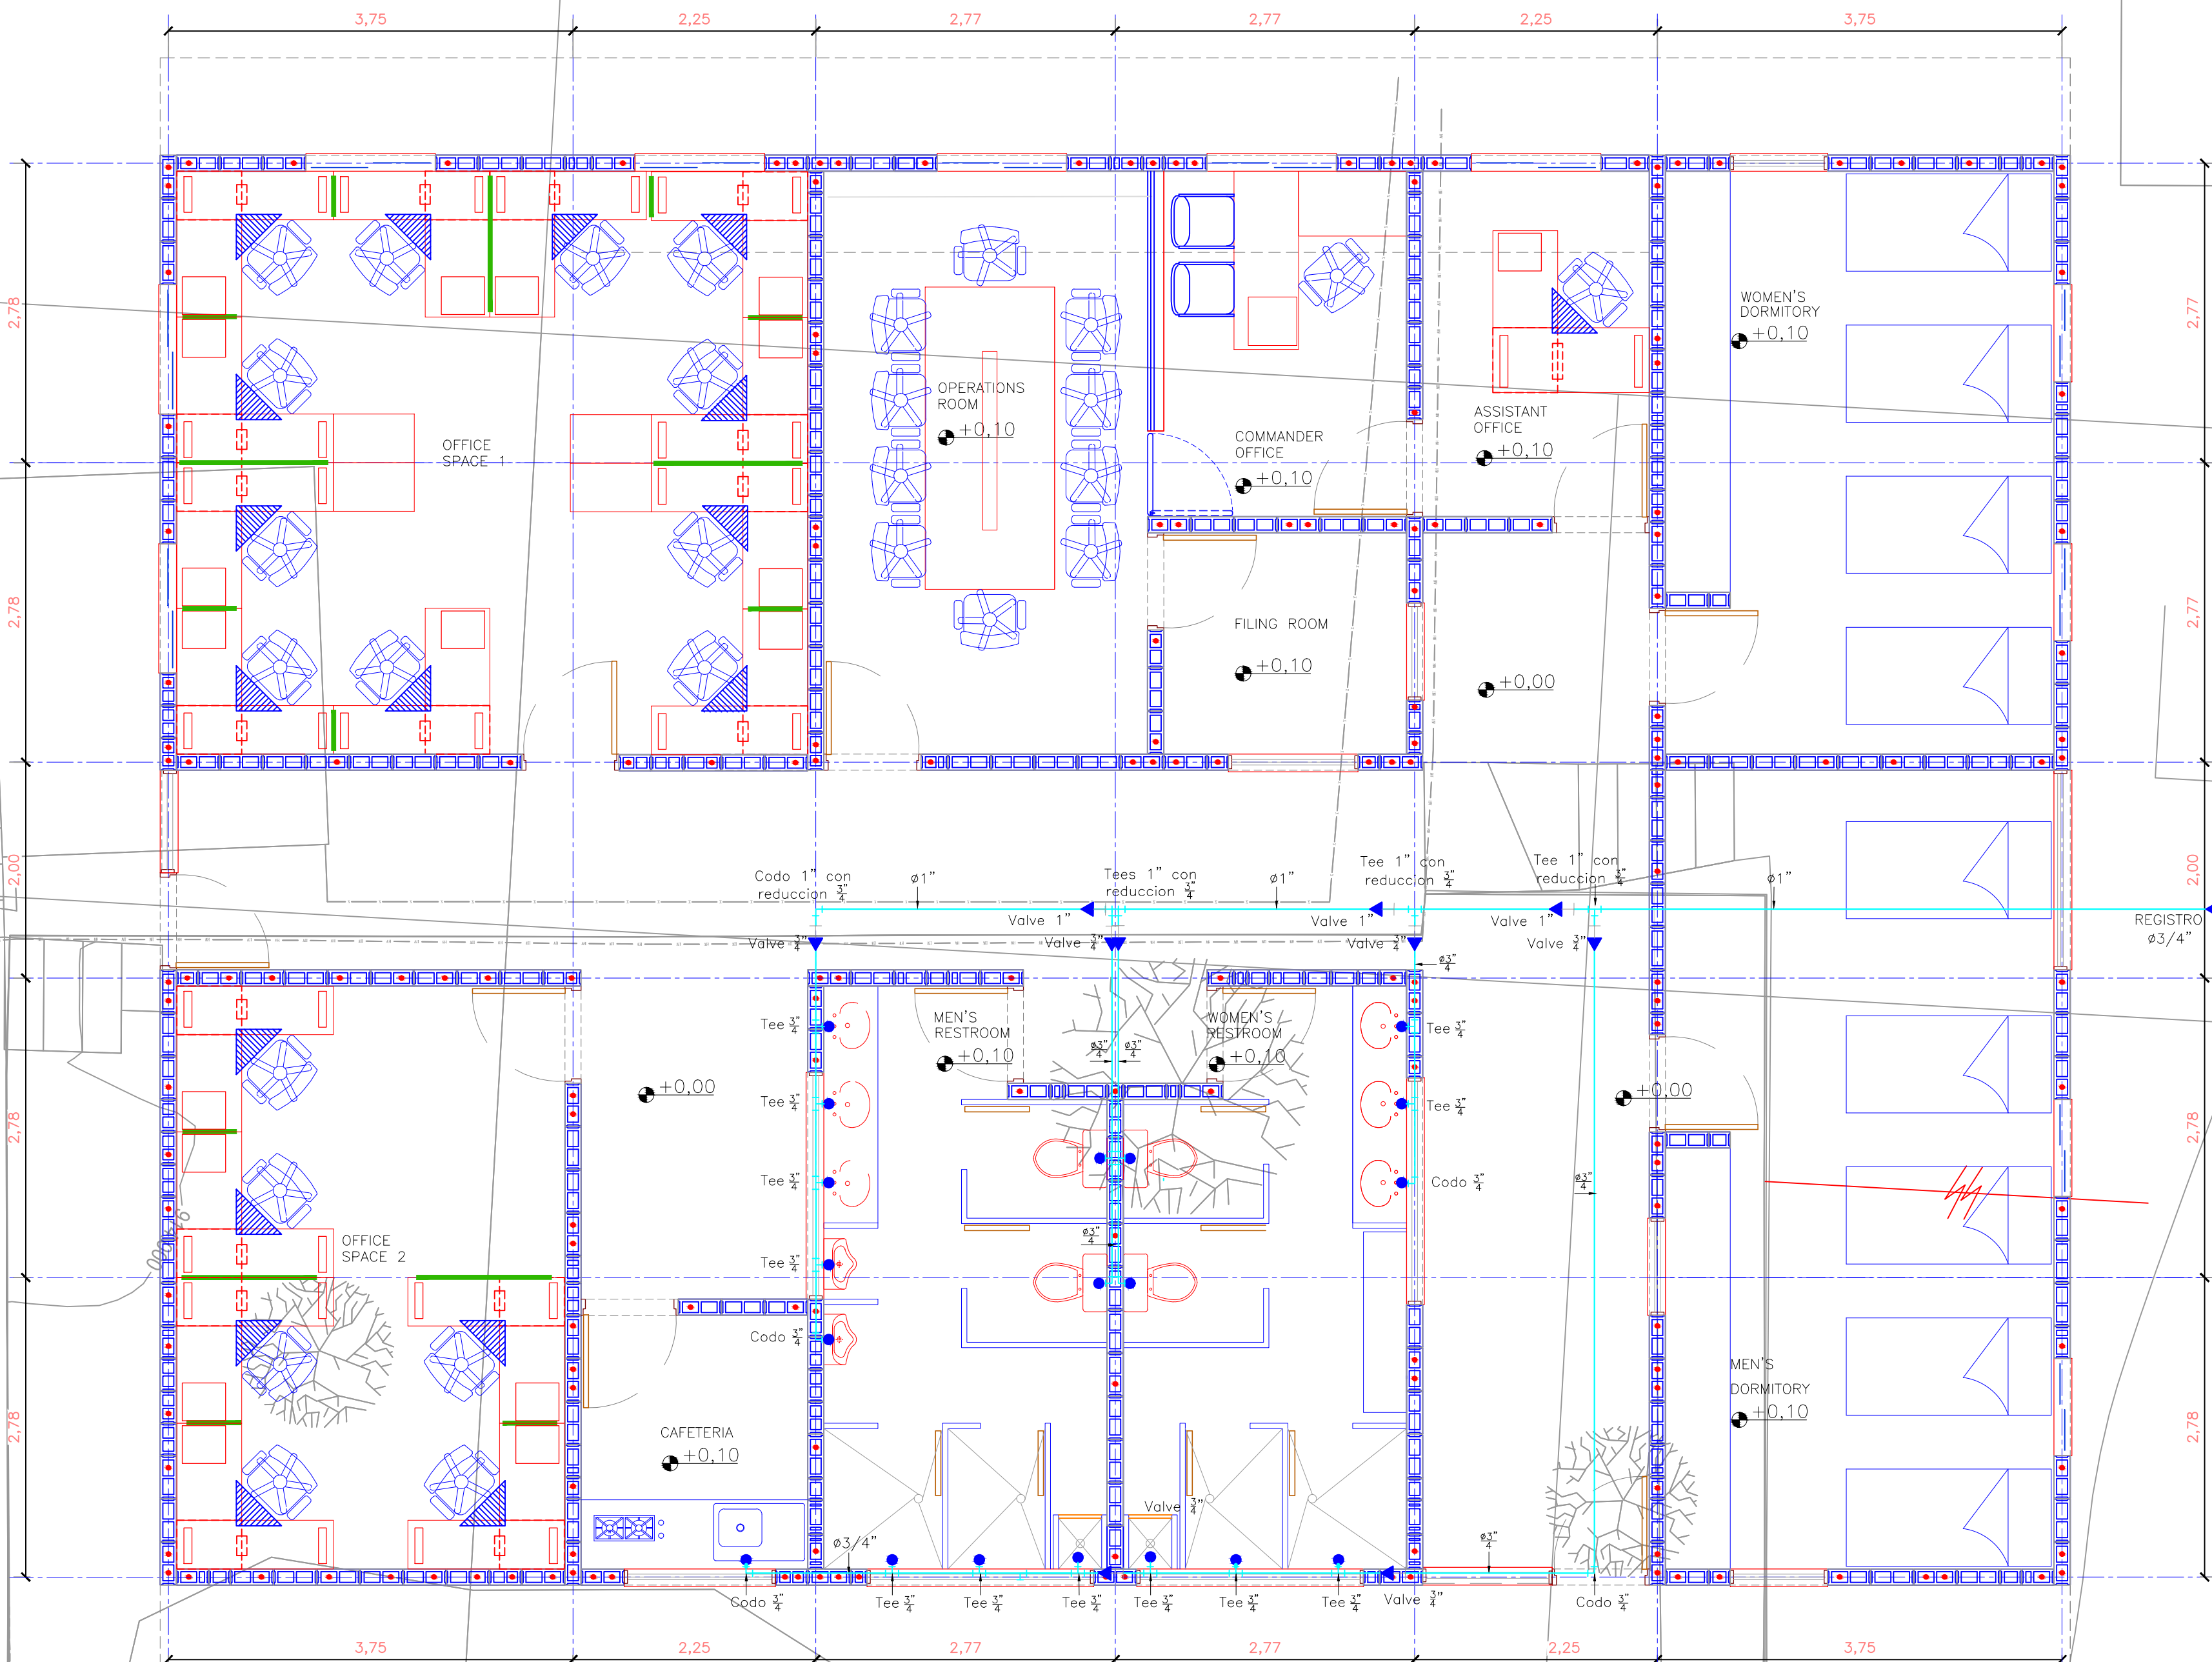 3,75 2,25 2,77 2,77 2,25 3,75
2,78
2,77
WOMEN'S
DORMITORY
+0,10
OPERATIONS
ROOM
+0,10
ASSISTANT
OFFICE
+0,10
COMMANDER
OFFICE
+0,10
OFFICE
SPACE 1
2,78
2,77
FILING ROOM
+0,10
+0,00
2,00
2,00
Codo 1" con
reduccion 3/4"
ø1"
Tees 1" con
reduccion 3/4"
ø1"
Tee 1" con
reduccion 3/4"
Tee 1" con
reduccion 3/4"
ø1"
Valve 1"
Valve 1"
Valve 1"
REGISTRO
ø3/4"
Valve 3/4"
Valve 3/4"
Valve 3/4"
Valve 3/4"
ø3/4"
MEN'S
RESTROOM
+0,10
WOMEN'S
RESTROOM
+0,10
Tee 3/4"
Tee 3/4"
ø3/4"
ø3/4"
+0,00
+0,00
Tee 3/4"
Tee 3/4"
2,78
2,78
Tee 3/4"
Codo 3/4"
ø3/4"
OFFICE
SPACE 2
ø3/4"
Tee 3/4"
Codo 3/4"
MEN'S
DORMITORY
+0,10
2,78
2,78
CAFETERIA
+0,10
Valve 3/4"
ø3/4"
ø3/4"
Codo 3/4"
Tee 3/4"
Tee 3/4"
Tee 3/4"
Tee 3/4"
Tee 3/4"
Tee 3/4"
Valve 3/4"
Codo 3/4"
3,75 2,25 2,77 2,77 2,25 3,75